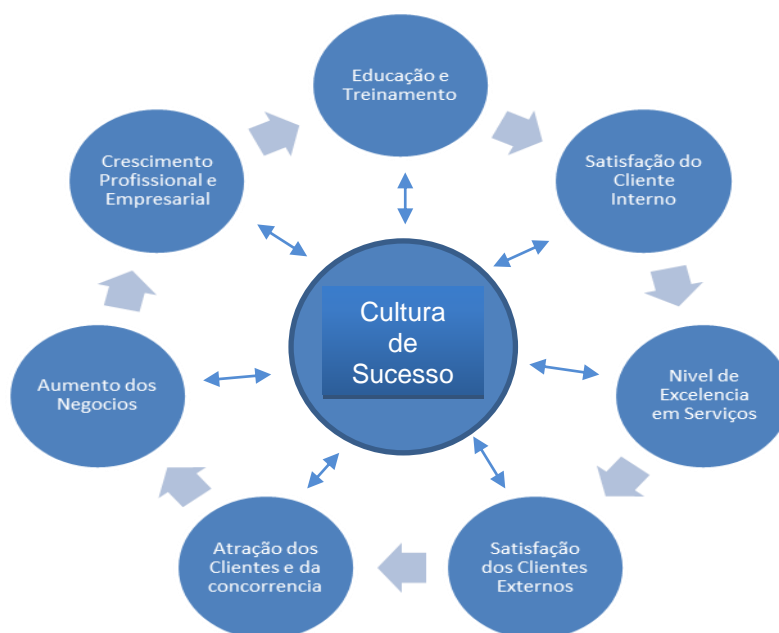 Educação e
Treinamento
Satisfação do
Cliente
Interno
Nivel de
Excelencia
em Serviços
Satisfação
dos Clientes
Externos
Atração dos
Clientes e da
concorrencia
Aumento dos
Negocios
Crescimento
Profissional e
Empresarial
Cultura
de
Sucesso